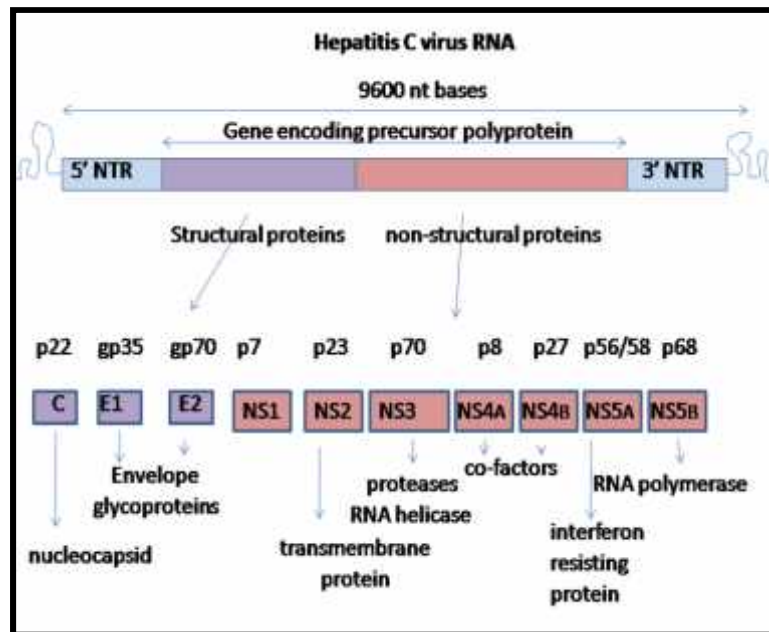 Hepatitis C virus RNA
9600 nt bases
Gene encoding precursor polyprotein
5' NTR
3' NTR
Structural proteins non-structural proteins
p22 gp35 gp70 p7 p23 p70 p8 p27 p56/58 p68
C E1 E2 NS1 NS2 NS3 NS4A NS4B NS5A NS5B
Envelope
glycoproteins
nucleocapsid
transmembrane
protein
proteases
RNA helicase
co-factors
interferon
resisting
protein
RNA polymerase